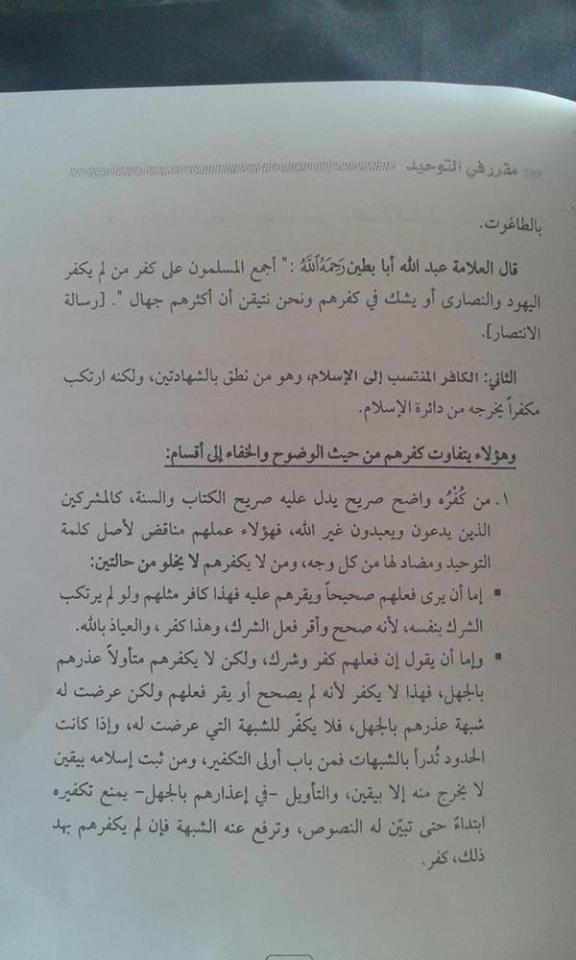 مقرر في التوحيد
بالطاغوت.
قال العلامة عبد الله أبا بطين رَحِمَهُ ٱللَّهُ : " أجمع المسلمون على كفر من لم يكفر
اليهود والنصارى أو يشك في كفرهم ونحن نتيقن أن أكثرهم جهال ". [رسالة
الانتصار].
الثاني: الكافر المنتسب إلى الإسلام، وهو من نطق بالشهادتين، ولكنه ارتكب
مكفراً يخرجه من دائرة الإسلام.
وهؤلاء يتفاوت كفرهم من حيث الوضوح والخفاء إلى أقسام:
١. من كُفْرُه واضح صريح يدل عليه صريح الكتاب والسنة، كالمشركين
الذين يدعون ويعبدون غير الله، فهؤلاء عملهم مناقض لأصل كلمة
التوحيد ومضاد لها من كل وجه، ومن لا يكفرهم لا يخلو من حالتين:
▪ إما أن يرى فعلهم صحيحاً ويقرهم عليه فهذا كافر مثلهم ولو لم يرتكب
الشرك بنفسه، لأنه صحح وأقر فعل الشرك، وهذا كفر ، والعياذ بالله.
▪ وإما أن يقول إن فعلهم كفر وشرك، ولكن لا يكفرهم متأولاً عذرهم
بالجهل، فهذا لا يكفر لأنه لم يصحح أو يقر فعلهم ولكن عرضت له
شبهة عذرهم بالجهل، فلا يكفّر للشبهة التي عرضت له، وإذا كانت
الحدود تُدرأ بالشبهات فمن باب أولى التكفير، ومن ثبت إسلامه بيقين
لا يخرج منه إلا بيقين، والتأويل -في إعذارهم بالجهل- يمنع تكفيره
ابتداءً حتى تبيّن له النصوص، وترفع عنه الشبهة فإن لم يكفرهم بهد
ذلك، كفر.